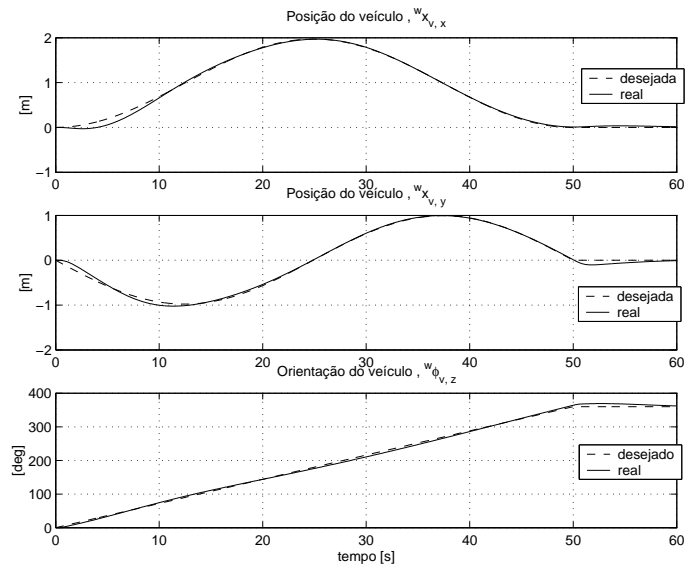 Posição do veículo , ʷx_v, x
2
1
0
−1
[m]
desejada
real
0 10 20 30 40 50 60
Posição do veículo , ʷx_v, y
1
0
−1
−2
[m]
desejada
real
0 10 20 30 40 50 60
Orientação do veículo , ʷϕ_v, z
400
300
200
100
0
[deg]
desejado
real
0 10 20 30 40 50 60
tempo [s]